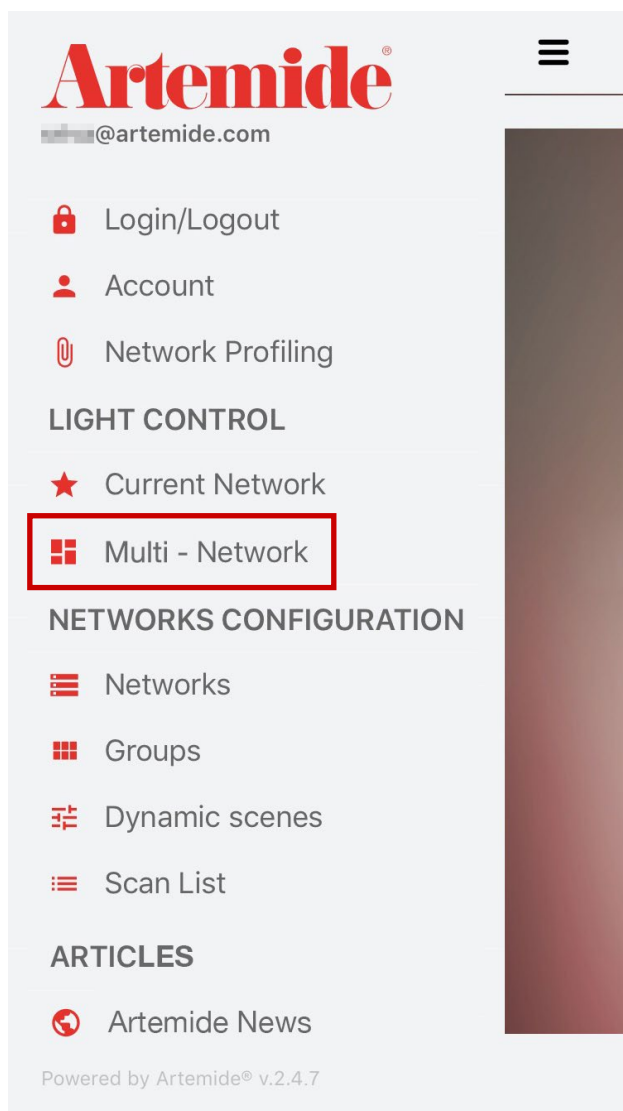 Artemide®
@artemide.com
Login/Logout
Account
Network Profiling
LIGHT CONTROL
Current Network
Multi - Network
NETWORKS CONFIGURATION
Networks
Groups
Dynamic scenes
Scan List
ARTICLES
Artemide News
Powered by Artemide® v.2.4.7